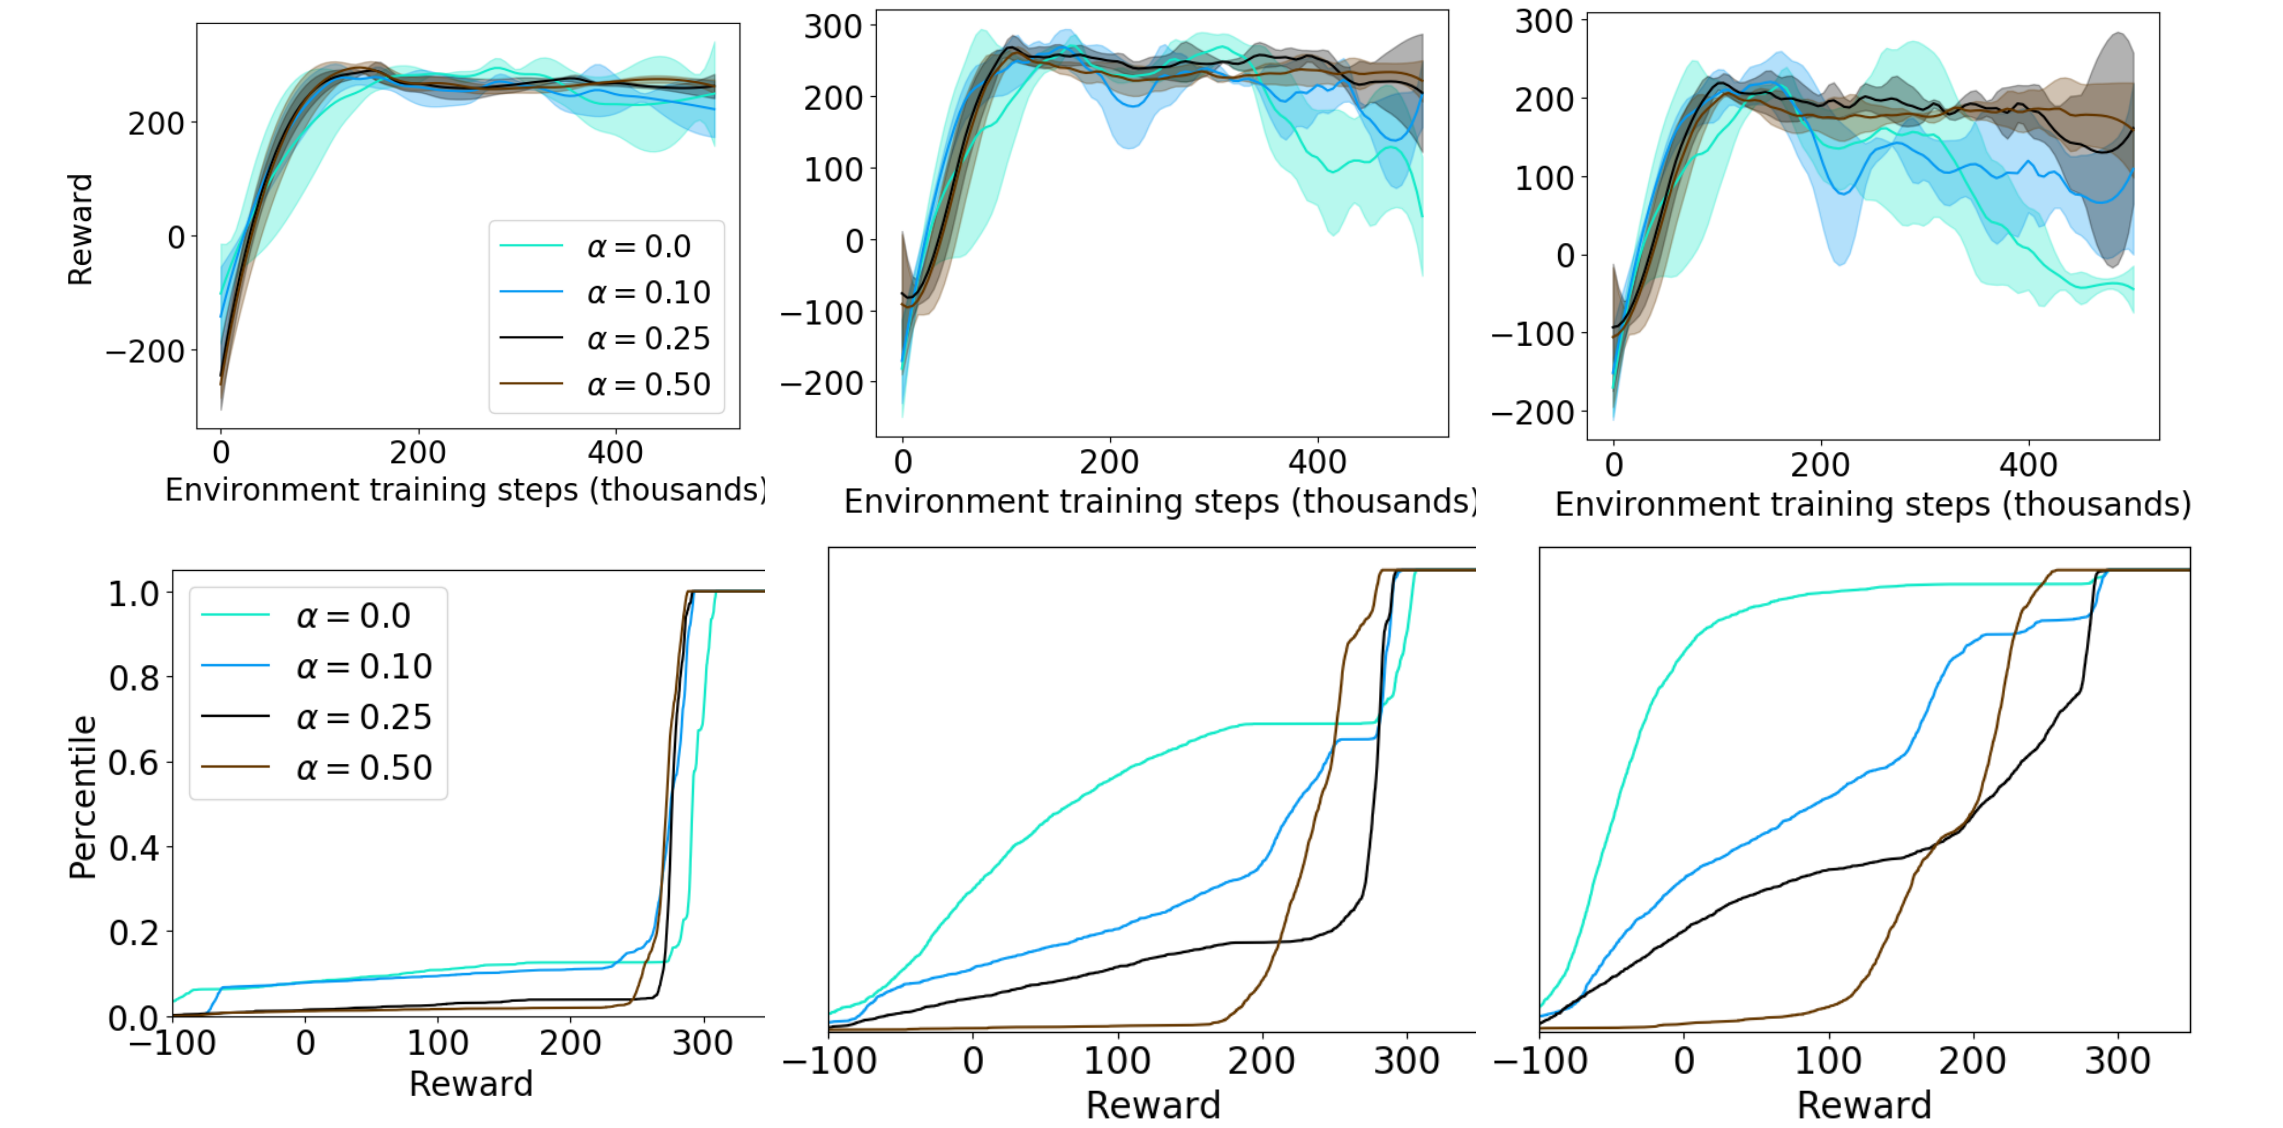 Reward
200
0
−200
α = 0.0
α = 0.10
α = 0.25
α = 0.50
0 200 400
Environment training steps (thousands)
300
200
100
0
−100
−200
0 200 400
Environment training steps (thousands)
300
200
100
0
−100
−200
0 200 400
Environment training steps (thousands)
Percentile
1.0
0.8
0.6
0.4
0.2
0.0
α = 0.0
α = 0.10
α = 0.25
α = 0.50
−100 0 100 200 300
Reward
−100 0 100 200 300
Reward
−100 0 100 200 300
Reward